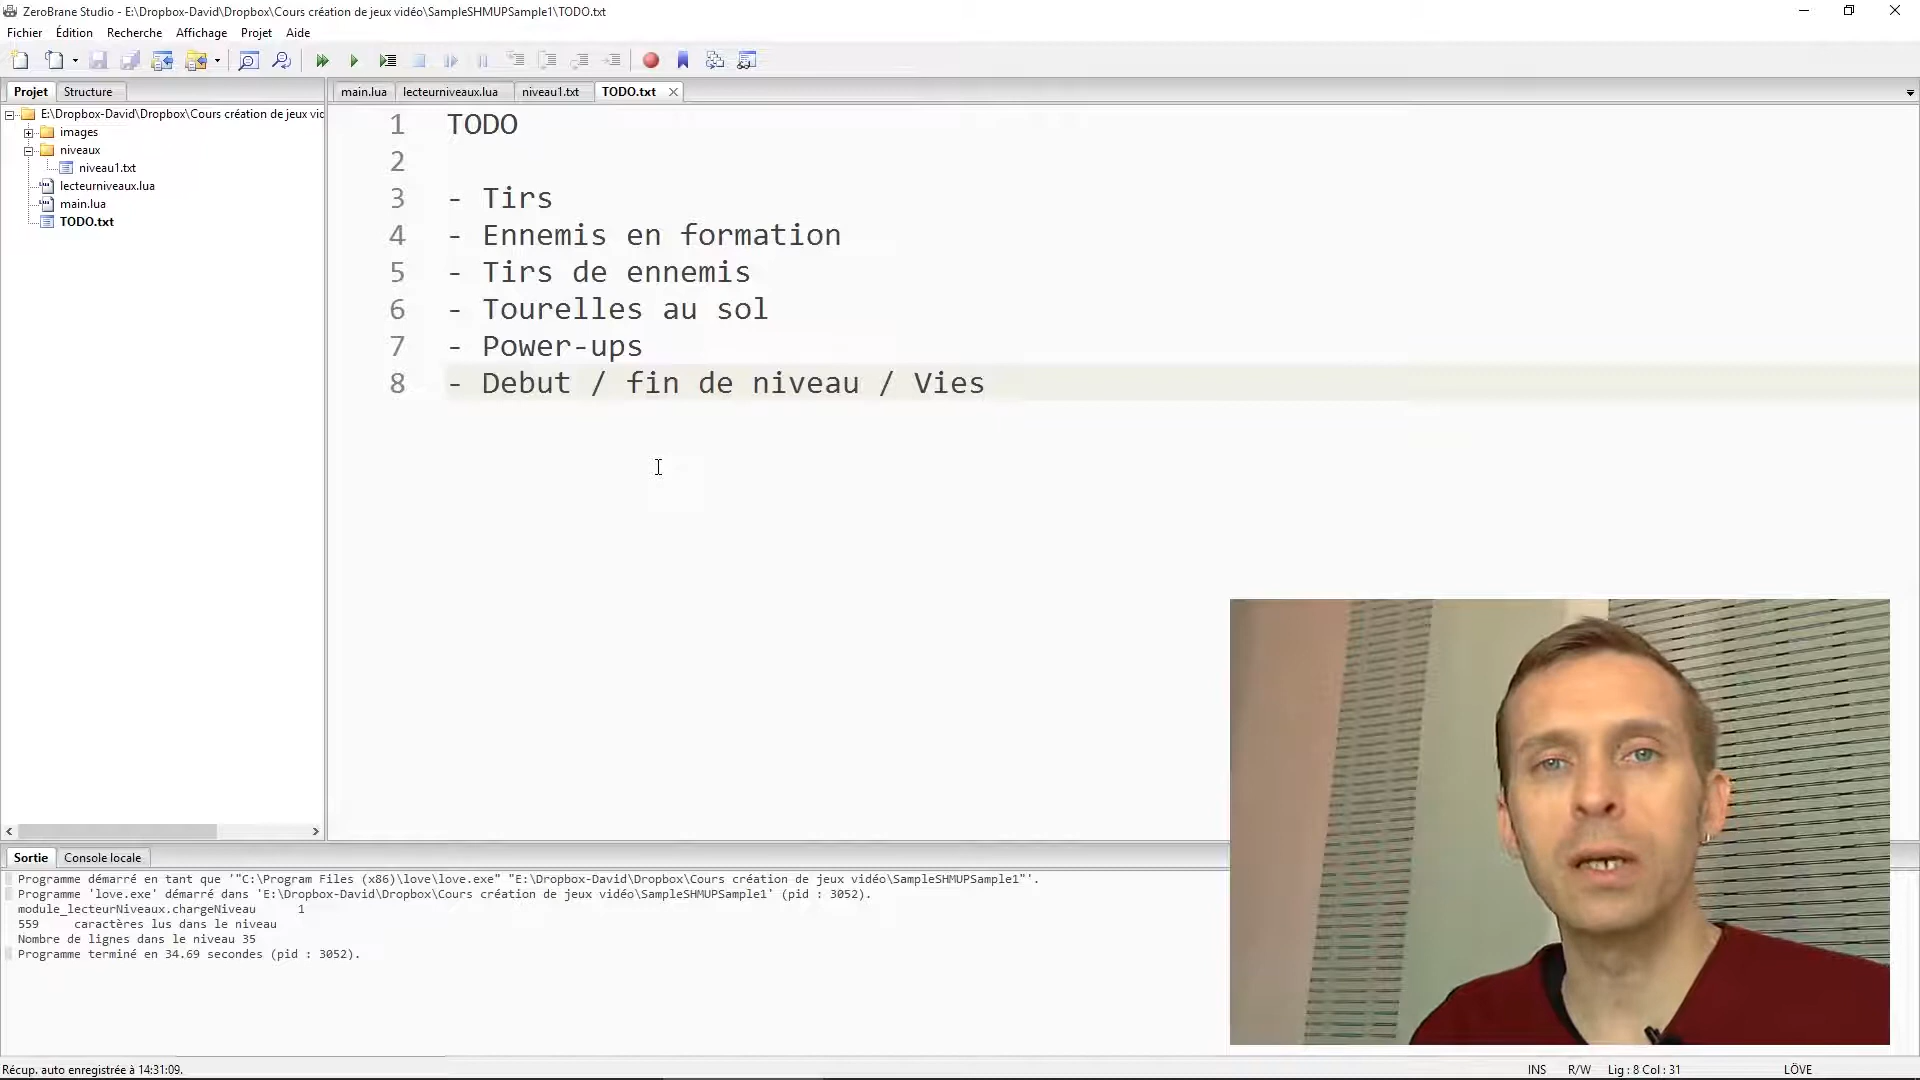 ZeroBrane Studio - E:\Dropbox-David\Dropbox\Cours création de jeux vidéo\SampleSHMUPSample1\TODO.txt
Fichier Édition Recherche Affichage Projet Aide
Projet Structure
main.lua lecteurniveaux.lua niveau1.txt TODO.txt
E:\Dropbox-David\Dropbox\Cours création de jeux vid
images
niveaux
niveau1.txt
lecteurniveaux.lua
main.lua
TODO.txt
1 TODO
2
3 - Tirs
4 - Ennemis en formation
5 - Tirs de ennemis
6 - Tourelles au sol
7 - Power-ups
8 - Debut / fin de niveau / Vies
Sortie Console locale
Programme démarré en tant que '"C:\Program Files (x86)\love\love.exe" "E:\Dropbox-David\Dropbox\Cours création de jeux vidéo\SampleSHMUPSample1"'.
Programme 'love.exe' démarré dans 'E:\Dropbox-David\Dropbox\Cours création de jeux vidéo\SampleSHMUPSample1' (pid : 3052).
module_lecteurNiveaux.chargeNiveau 1
559 caractères lus dans le niveau
Nombre de lignes dans le niveau 35
Programme terminé en 34.69 secondes (pid : 3052).
Récup. auto enregistrée à 14:31:09. INS R/W Lig : 8 Col : 31 LÖVE